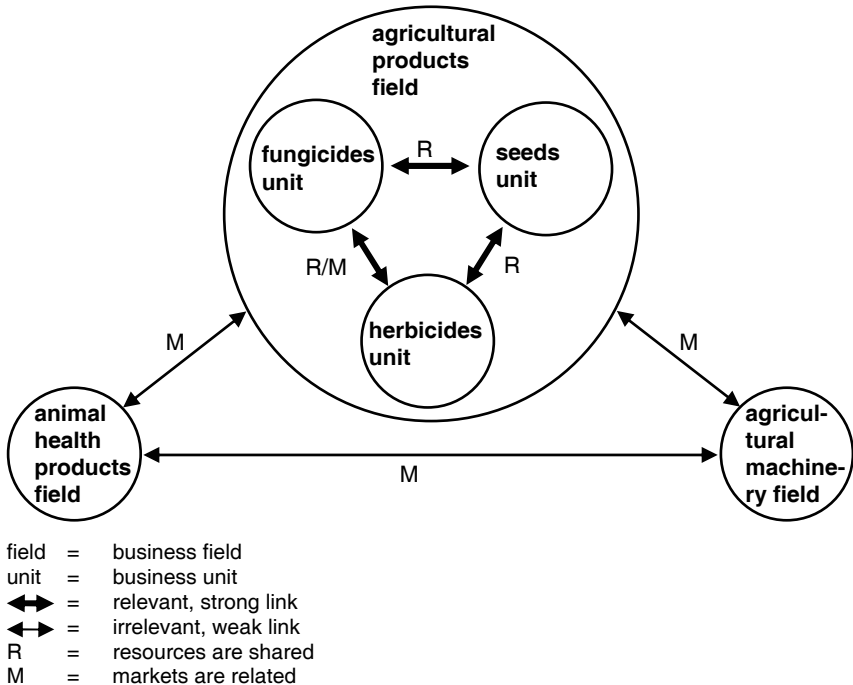 agricultural
products
field
fungicides
unit
R
seeds
unit
R/M
R
herbicides
unit
M
M
animal
health
products
field
M
agricul-
tural
machine-
ry field
field = business field
unit = business unit
= relevant, strong link
= irrelevant, weak link
R = resources are shared
M = markets are related